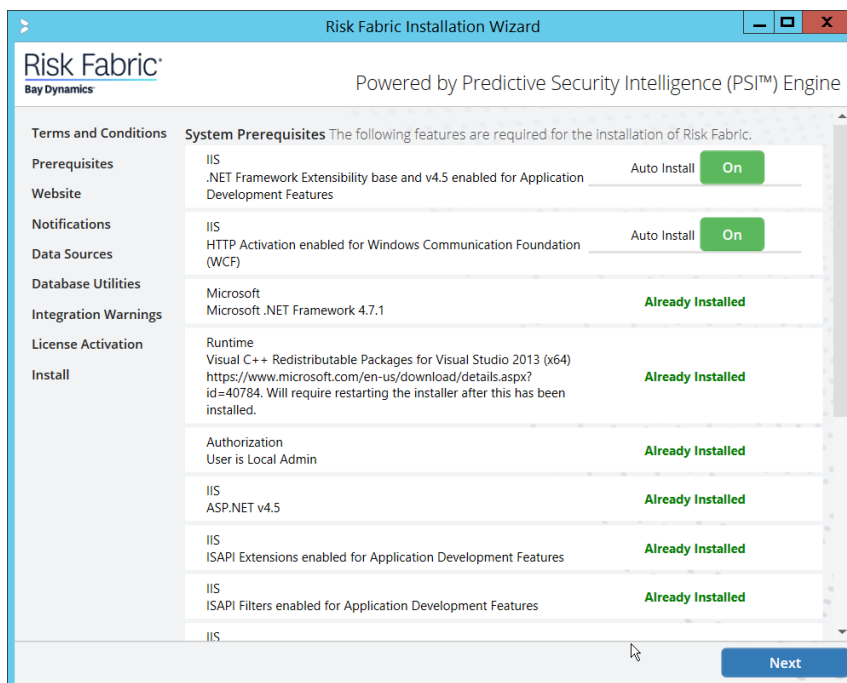 Risk Fabric Installation Wizard
Risk Fabric
Bay Dynamics
Powered by Predictive Security Intelligence (PSI™) Engine
Terms and Conditions
Prerequisites
Website
Notifications
Data Sources
Database Utilities
Integration Warnings
License Activation
Install
System Prerequisites The following features are required for the installation of Risk Fabric.
IIS
.NET Framework Extensibility base and v4.5 enabled for Application
Development Features
Auto Install On
IIS
HTTP Activation enabled for Windows Communication Foundation
(WCF)
Auto Install On
Microsoft
Microsoft .NET Framework 4.7.1
Already Installed
Runtime
Visual C++ Redistributable Packages for Visual Studio 2013 (x64)
https://www.microsoft.com/en-us/download/details.aspx?
id=40784. Will require restarting the installer after this has been
installed.
Already Installed
Authorization
User is Local Admin
Already Installed
IIS
ASP.NET v4.5
Already Installed
IIS
ISAPI Extensions enabled for Application Development Features
Already Installed
IIS
ISAPI Filters enabled for Application Development Features
Already Installed
IIS
Next